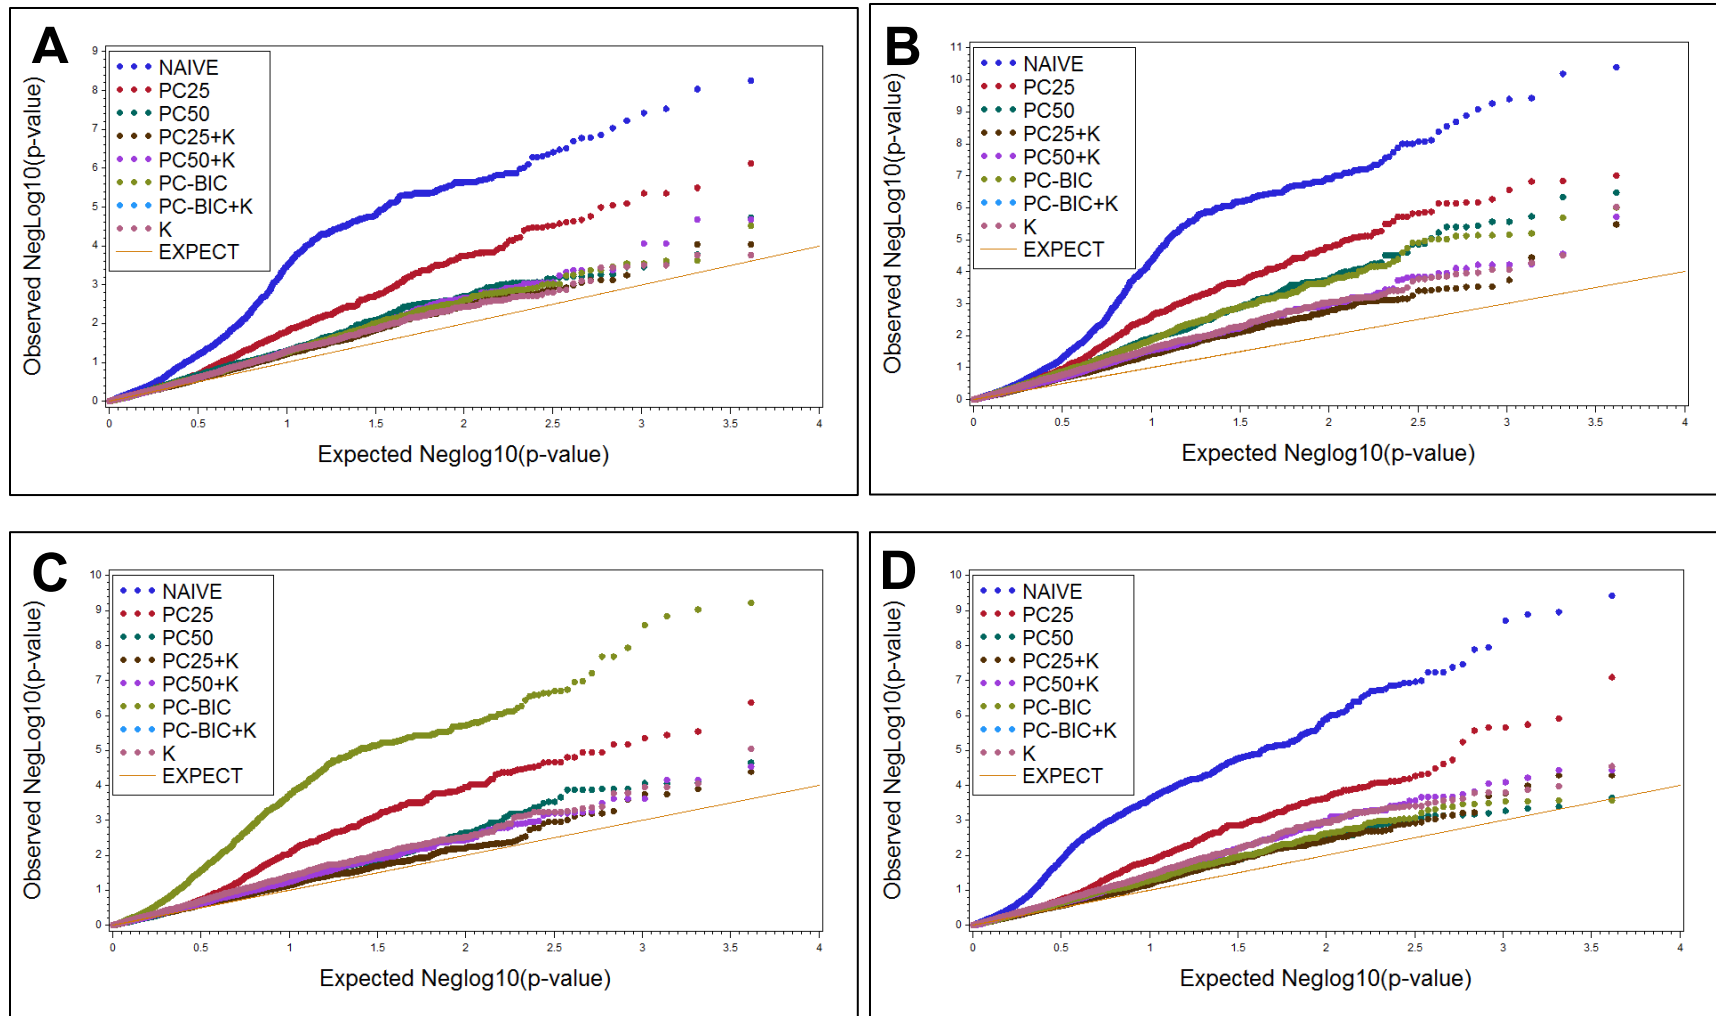 A
Observed NegLog10(p-value)
9
8
7
6
5
4
3
2
1
0
NAIVE
PC25
PC50
PC25+K
PC50+K
PC-BIC
PC-BIC+K
K
EXPECT
0 0.5 1 1.5 2 2.5 3 3.5 4
Expected Neglog10(p-value)
B
Observed NegLog10(p-value)
11
10
9
8
7
6
5
4
3
2
1
0
NAIVE
PC25
PC50
PC25+K
PC50+K
PC-BIC
PC-BIC+K
K
EXPECT
0 0.5 1 1.5 2 2.5 3 3.5 4
Expected Neglog10(p-value)
C
Observed NegLog10(p-value)
10
9
8
7
6
5
4
3
2
1
0
NAIVE
PC25
PC50
PC25+K
PC50+K
PC-BIC
PC-BIC+K
K
EXPECT
0 0.5 1 1.5 2 2.5 3 3.5 4
Expected Neglog10(p-value)
D
Observed NegLog10(p-value)
10
9
8
7
6
5
4
3
2
1
0
NAIVE
PC25
PC50
PC25+K
PC50+K
PC-BIC
PC-BIC+K
K
EXPECT
0 0.5 1 1.5 2 2.5 3 3.5 4
Expected Neglog10(p-value)